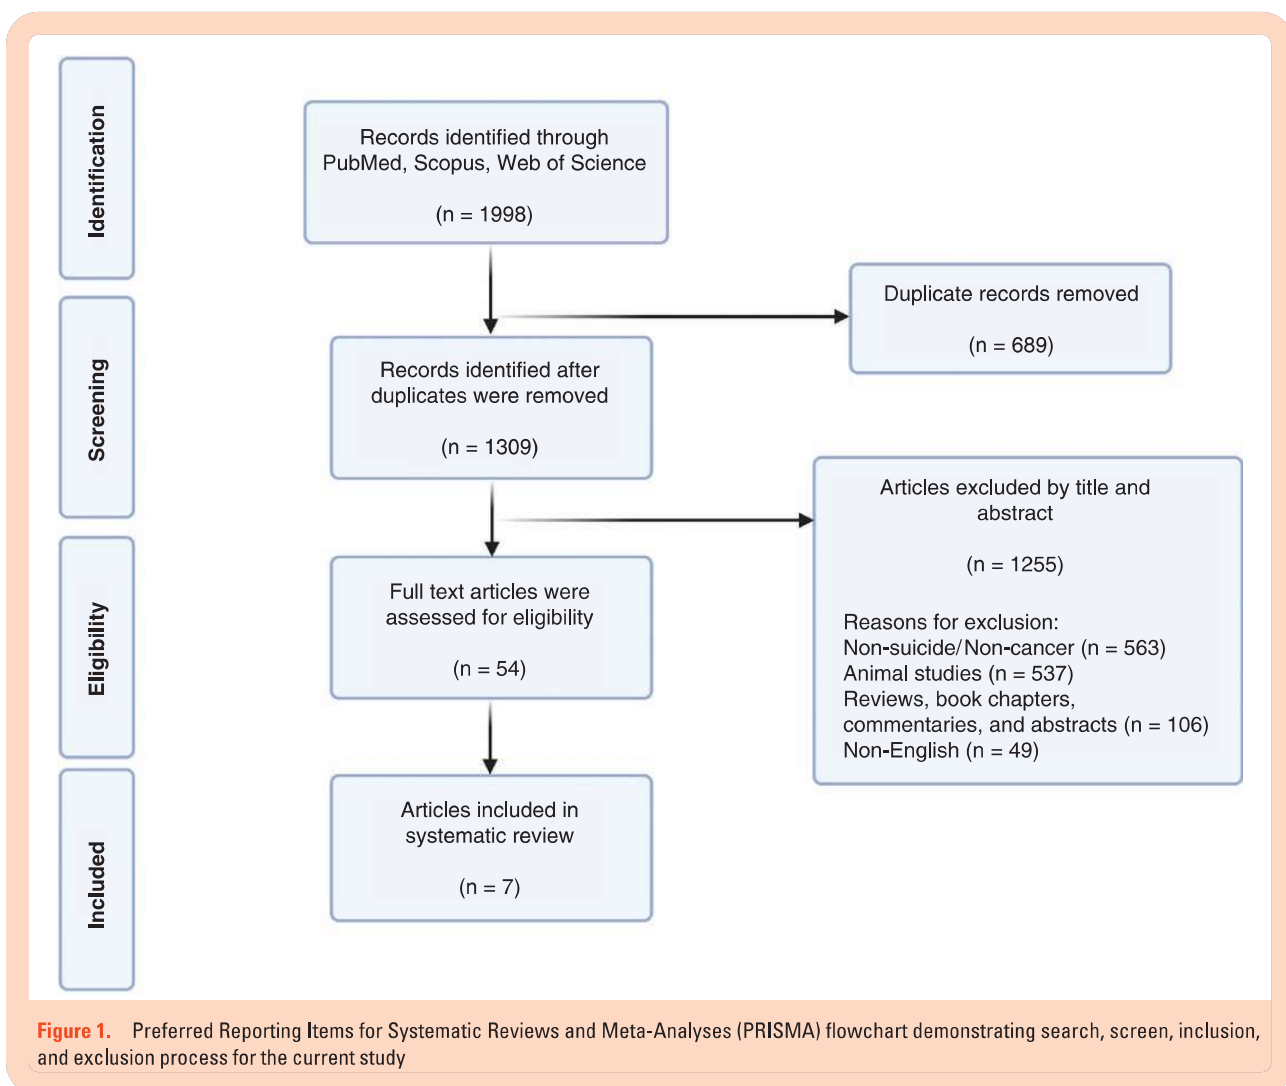 Identification
Records identified through
PubMed, Scopus, Web of Science
(n = 1998)
Duplicate records removed
(n = 689)
Screening
Records identified after
duplicates were removed
(n = 1309)
Articles excluded by title and
abstract
(n = 1255)
Reasons for exclusion:
Non-suicide/Non-cancer (n = 563)
Animal studies (n = 537)
Reviews, book chapters,
commentaries, and abstracts (n = 106)
Non-English (n = 49)
Eligibility
Full text articles were
assessed for eligibility
(n = 54)
Included
Articles included in
systematic review
(n = 7)
Figure 1. Preferred Reporting Items for Systematic Reviews and Meta-Analyses (PRISMA) flowchart demonstrating search, screen, inclusion,
and exclusion process for the current study